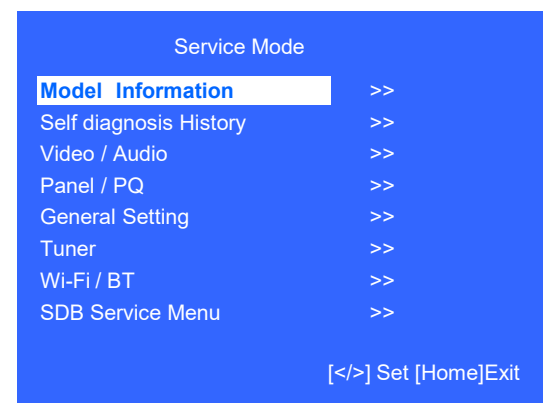 Service Mode
Model Information >>
Self diagnosis History >>
Video / Audio >>
Panel / PQ >>
General Setting >>
Tuner >>
Wi-Fi / BT >>
SDB Service Menu >>
[</>] Set [Home]Exit